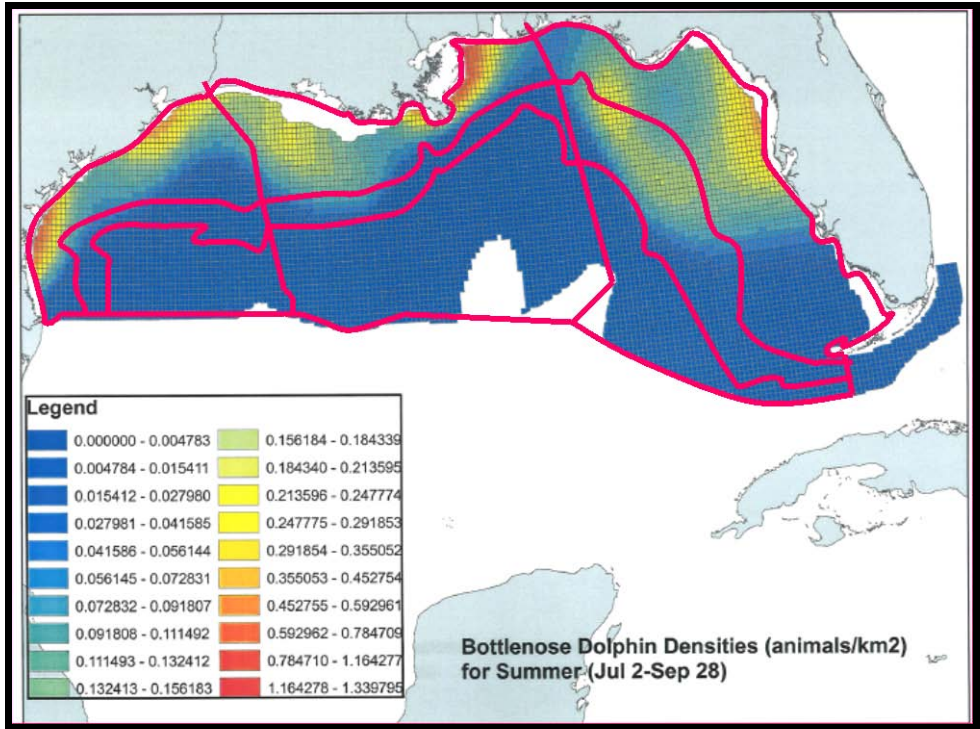 Legend
0.000000 - 0.004783
0.004784 - 0.015411
0.015412 - 0.027980
0.027981 - 0.041585
0.041586 - 0.056144
0.056145 - 0.072831
0.072832 - 0.091807
0.091808 - 0.111492
0.111493 - 0.132412
0.132413 - 0.156183
0.156184 - 0.184339
0.184340 - 0.213595
0.213596 - 0.247774
0.247775 - 0.291853
0.291854 - 0.355052
0.355053 - 0.452754
0.452755 - 0.592961
0.592962 - 0.784709
0.784710 - 1.164277
1.164278 - 1.339795
Bottlenose Dolphin Densities (animals/km2)
for Summer (Jul 2-Sep 28)